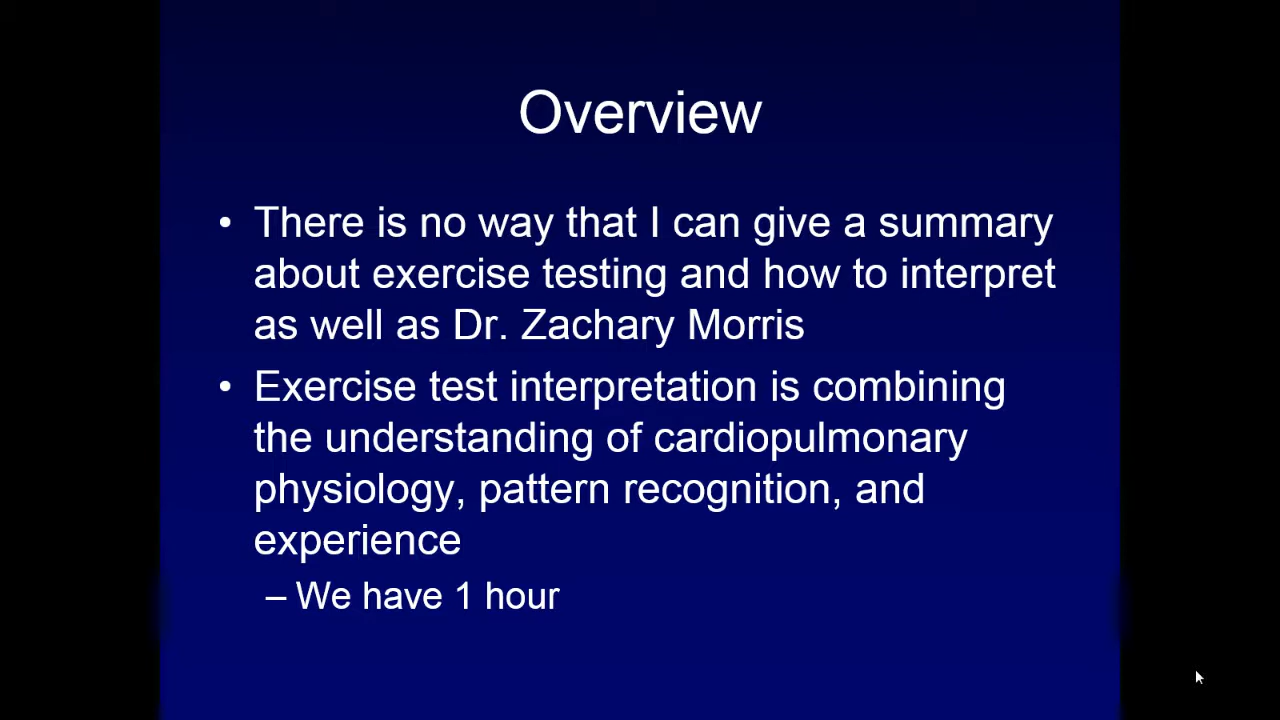 Overview
• There is no way that I can give a summary
about exercise testing and how to interpret
as well as Dr. Zachary Morris
• Exercise test interpretation is combining
the understanding of cardiopulmonary
physiology, pattern recognition, and
experience
– We have 1 hour